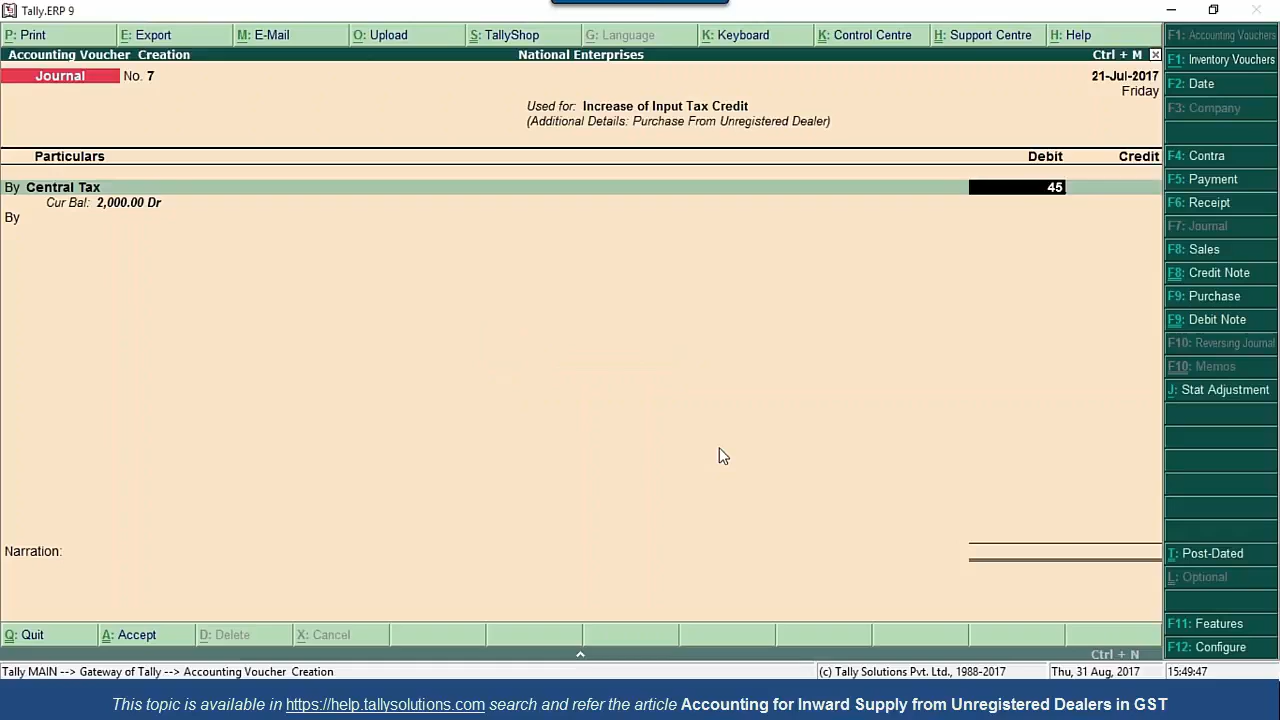 Tally.ERP 9
P: Print E: Export M: E-Mail O: Upload S: TallyShop G: Language K: Keyboard K: Control Centre H: Support Centre H: Help
Accounting Voucher Creation National Enterprises Ctrl + M
Journal No. 7 21-Jul-2017
Friday
Used for: Increase of Input Tax Credit
(Additional Details: Purchase From Unregistered Dealer)
Particulars Debit Credit
By Central Tax 45
Cur Bal: 2,000.00 Dr
By
Narration:
Q: Quit A: Accept D: Delete X: Cancel
Ctrl + N
F1: Accounting Vouchers
F1: Inventory Vouchers
F2: Date
F3: Company
F4: Contra
F5: Payment
F6: Receipt
F7: Journal
F8: Sales
F8: Credit Note
F9: Purchase
F9: Debit Note
F10: Reversing Journal
F10: Memos
J: Stat Adjustment
T: Post-Dated
L: Optional
F11: Features
F12: Configure
Tally MAIN --> Gateway of Tally --> Accounting Voucher Creation (c) Tally Solutions Pvt. Ltd., 1988-2017 Thu, 31 Aug, 2017 15:49:47
This topic is available in https://help.tallysolutions.com search and refer the article Accounting for Inward Supply from Unregistered Dealers in GST